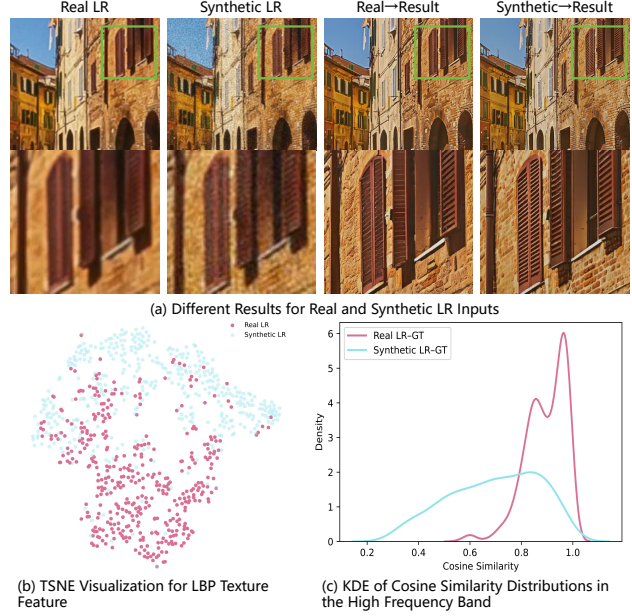 Real LR Synthetic LR Real→Result Synthetic→Result
(a) Different Results for Real and Synthetic LR Inputs
Real LR
Synthetic LR
(b) TSNE Visualization for LBP Texture
Feature
Real LR–GT
Synthetic LR–GT
6
5
4
3
2
1
0
Density
0.2 0.4 0.6 0.8 1.0
Cosine Similarity
(c) KDE of Cosine Similarity Distributions in
the High Frequency Band